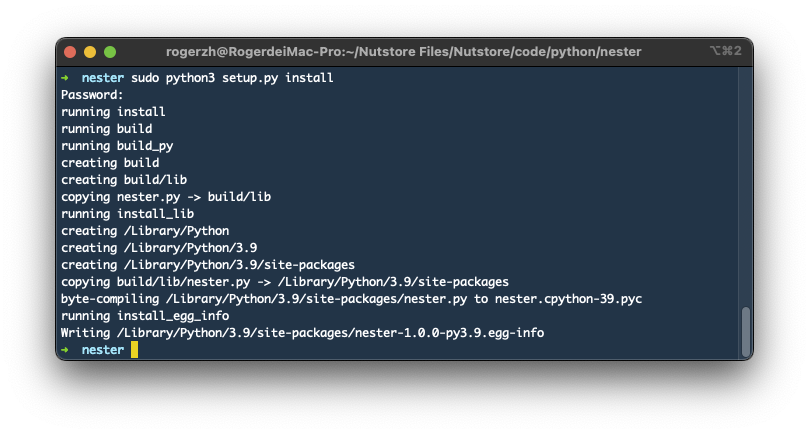 rogerzh@RogerdeiMac-Pro:~/Nutstore Files/Nutstore/code/python/nester ⌥⌘2
➜ nester sudo python3 setup.py install
Password:
running install
running build
running build_py
creating build
creating build/lib
copying nester.py -> build/lib
running install_lib
creating /Library/Python
creating /Library/Python/3.9
creating /Library/Python/3.9/site-packages
copying build/lib/nester.py -> /Library/Python/3.9/site-packages
byte-compiling /Library/Python/3.9/site-packages/nester.py to nester.cpython-39.pyc
running install_egg_info
Writing /Library/Python/3.9/site-packages/nester-1.0.0-py3.9.egg-info
➜ nester